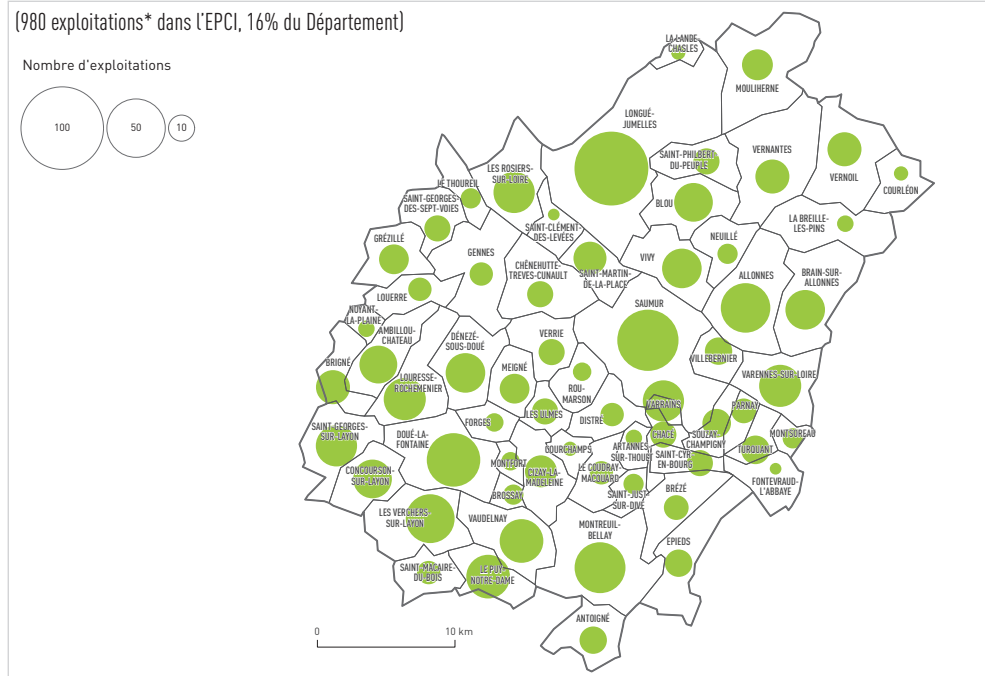 (980 exploitations* dans l'EPCI, 16% du Département)
Nombre d'exploitations
100
50
10
LA LANDE
CHASLES
MOULIHERNE
LONGUÉ-
JUMELLES
SAINT-PHILBERT
DU-PEUPLE
VERNANTES
VERNOIL
COURLÉON
LES ROSIERS-
SUR-LOIRE
LE THOUREIL
SAINT-GEORGES-
DES-SEPT-VOIES
BLOU
LA BREILLE-
LES-PINS
SAINT-CLÉMENT-
DES-LEVÉES
GRÉZILLÉ
GENNES
NEUILLÉ
VIVY
CHÊNEHUTTE-
TREVES-CUNAULT
SAINT-MARTIN-
DE-LA-PLACE
ALLONNES
BRAIN-SUR-
ALLONNES
LOUERRE
NOYANT-
LA-PLAINE
SAUMUR
AMBILLOU-
CHATEAU
DÉNEZÉ-
SOUS-DOUÉ
VERRIE
VILLEBERNIER
BRIGNÉ
LOURESSE-
ROCHEMENIER
MEIGNÉ
ROU-
MARSON
VARENNES-SUR-LOIRE
VARRAINS
PARNAY
LES ULMES
DISTRÉ
FORGES
SAINT-GEORGES-
SUR-LAYON
DOUÉ-LA-
FONTAINE
CHACÉ
SOUZAY-
CHAMPIGNY
MONTSOREAU
TURQUANT
COURCHAMPS
ARTANNES-
SUR-THOUET
SAINT-CYR-
EN-BOURG
MONTFORT
CIZAY-LA-
MADELEINE
LE COUDRAY-
MACOUARD
CONCOURSON-
SUR-LAYON
FONTEVRAUD-
L'ABBAYE
BROSSAY
SAINT-JUST-
SUR-DIVE
BRÉZÉ
LES VERCHERS-
SUR-LAYON
VAUDELNAY
MONTREUIL-
BELLAY
EPIEDS
SAINT-MACAIRE-
DU-BOIS
LE PUY-
NOTRE-DAME
ANTOIGNÉ
0
10 km